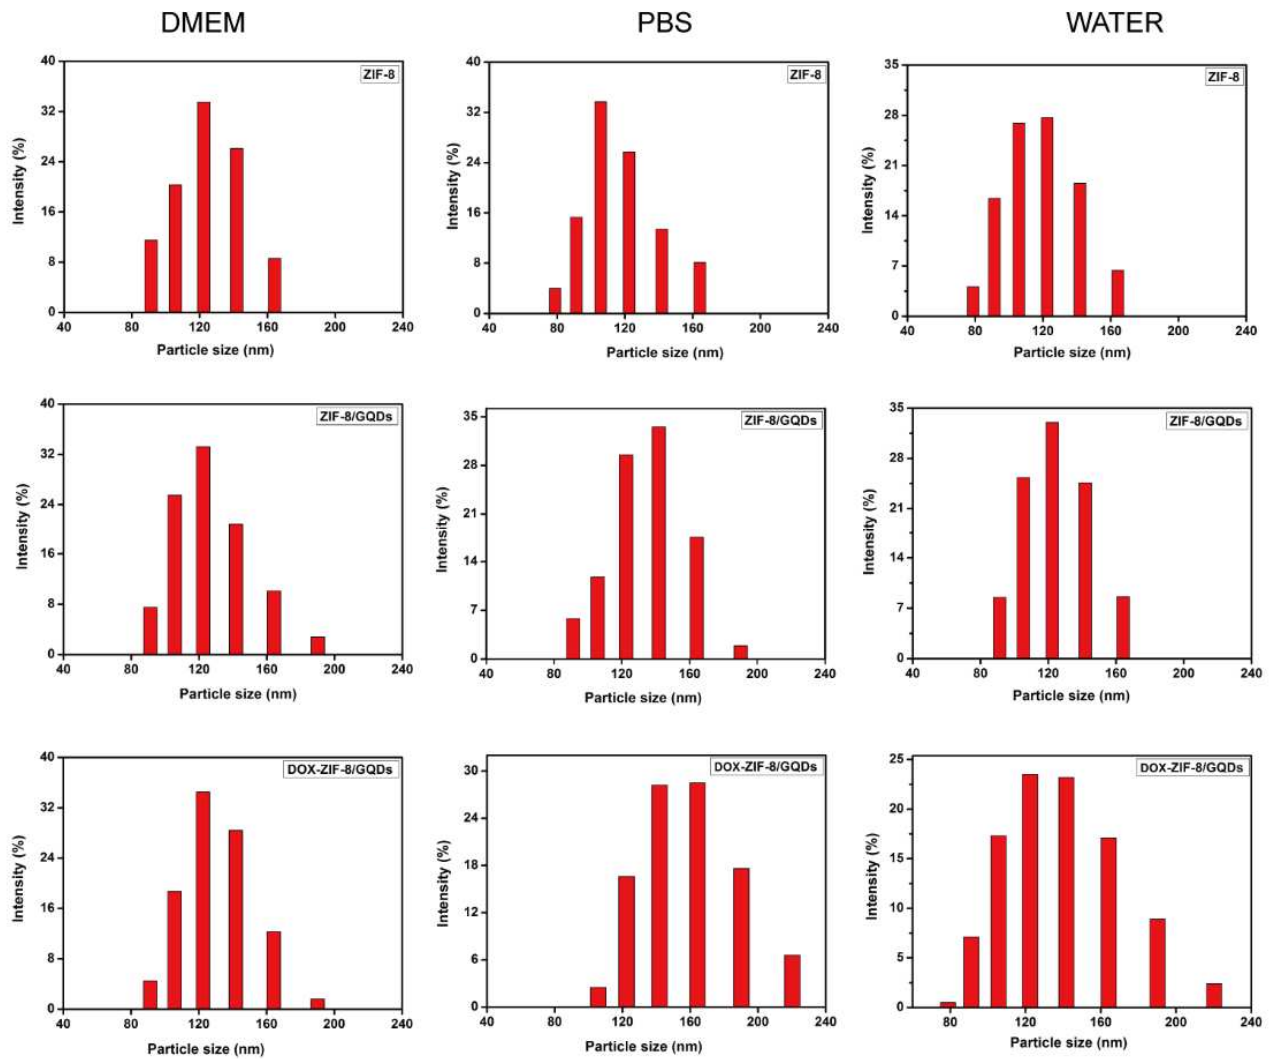 DMEM PBS WATER
ZIF-8
40
32
24
16
8
0
Intensity (%)
40 80 120 160 200 240
Particle size (nm)
ZIF-8
40
32
24
16
8
0
Intensity (%)
40 80 120 160 200 240
Particle size (nm)
ZIF-8
35
28
21
14
7
0
Intensity (%)
40 80 120 160 200 240
Particle size (nm)
ZIF-8/GQDs
40
32
24
16
8
0
Intensity (%)
40 80 120 160 200 240
Particle size (nm)
ZIF-8/GQDs
35
28
21
14
7
0
Intensity (%)
40 80 120 160 200 240
Particle size (nm)
ZIF-8/GQDs
35
28
21
14
7
0
Intensity (%)
40 80 120 160 200 240
Particle size (nm)
DOX-ZIF-8/GQDs
40
32
24
16
8
0
Intensity (%)
40 80 120 160 200 240
Particle size (nm)
DOX-ZIF-8/GQDs
30
24
18
12
6
0
Intensity (%)
40 80 120 160 200 240
Particle size (nm)
DOX-ZIF-8/GQDs
25
20
15
10
5
0
Intensity (%)
80 120 160 200 240
Particle size (nm)